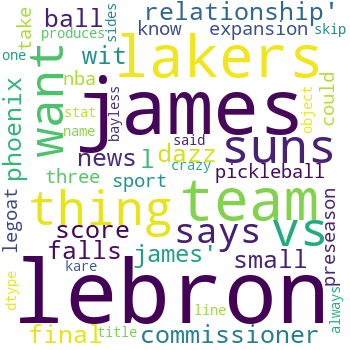 take ball relationship'
one produces wit sides know expansion skip
want lakers
phoenix nba
stat name bayless james could object
news l said crazy dazz suns
three sport pickleball
legoat thing team
score says vs preseason
falls james' small
dtype kare lebron
line always
final title commissioner